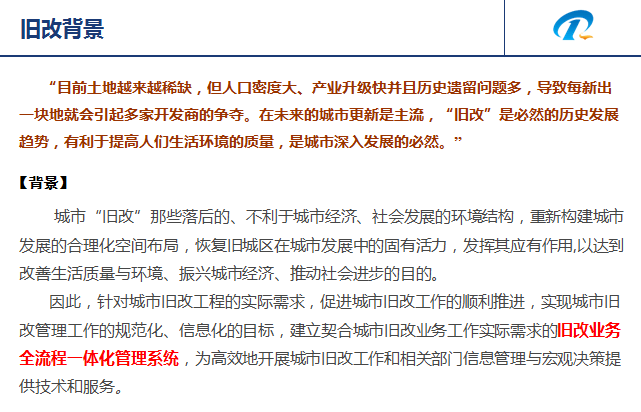 旧改背景
“目前土地越来越稀缺，但人口密度大、产业升级快并且历史遗留问题多，导致每新出
一块地就会引起多家开发商的争夺。在未来的城市更新是主流，“旧改”是必然的历史发展
趋势，有利于提高人们生活环境的质量，是城市深入发展的必然。”
【背景】
城市“旧改”那些落后的、不利于城市经济、社会发展的环境结构，重新构建城市
发展的合理化空间布局，恢复旧城区在城市发展中的固有活力，发挥其应有作用,以达到
改善生活质量与环境、振兴城市经济、推动社会进步的目的。
因此，针对城市旧改工程的实际需求，促进城市旧改工作的顺利推进，实现城市旧
改管理工作的规范化、信息化的目标，建立契合城市旧改业务工作实际需求的旧改业务
全流程一体化管理系统，为高效地开展城市旧改工作和相关部门信息管理与宏观决策提
供技术和服务。